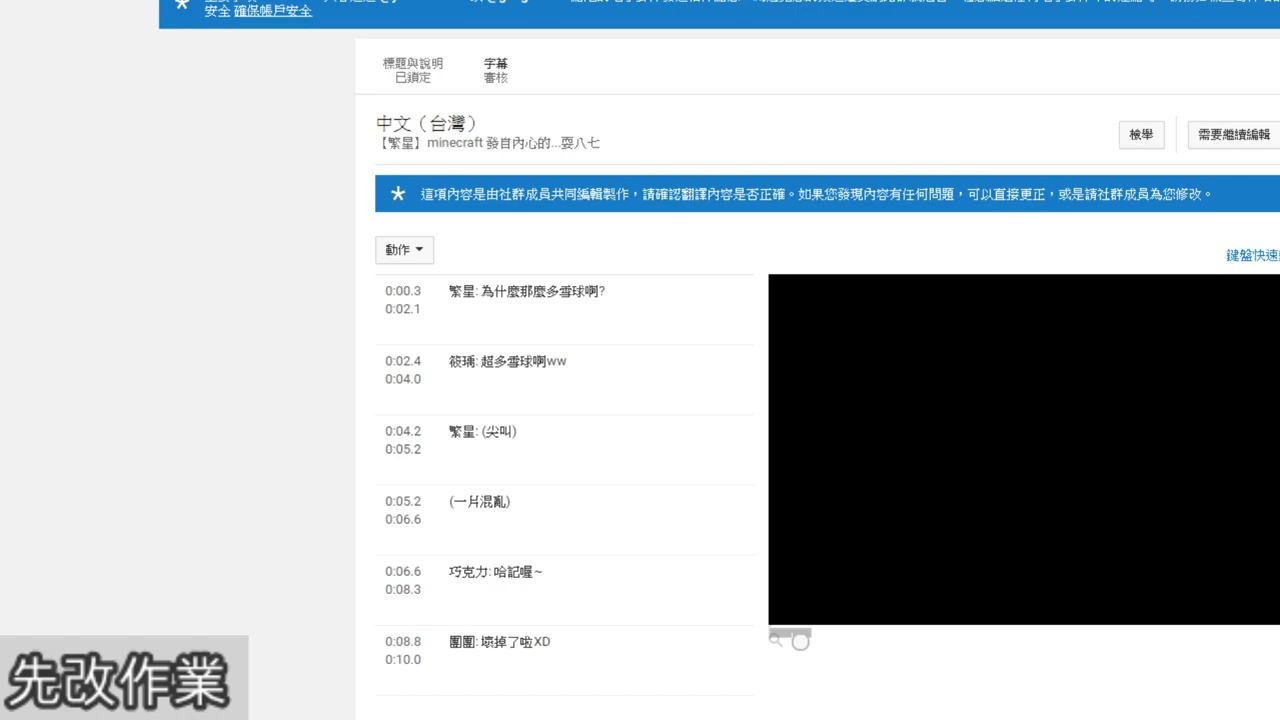 安全 確保帳戶安全
標題與說明
已鎖定
字幕
審核
中文（台灣）
【繁星】minecraft 發自內心的...耍八七
檢舉
需要繼續編輯
這項內容是由社群成員共同編輯製作，請確認翻譯內容是否正確。如果您發現內容有任何問題，可以直接更正，或是請社群成員為您修改。
動作
鍵盤快速
0:00.3
0:02.1
繁星: 為什麼那麼多雪球啊?
0:02.4
0:04.0
筱瑀: 超多雪球啊ww
0:04.2
0:05.2
繁星: (尖叫)
0:05.2
0:06.6
(一片混亂)
0:06.6
0:08.3
巧克力: 哈記喔~
0:08.8
0:10.0
團團: 壞掉了啦XD
先改作業